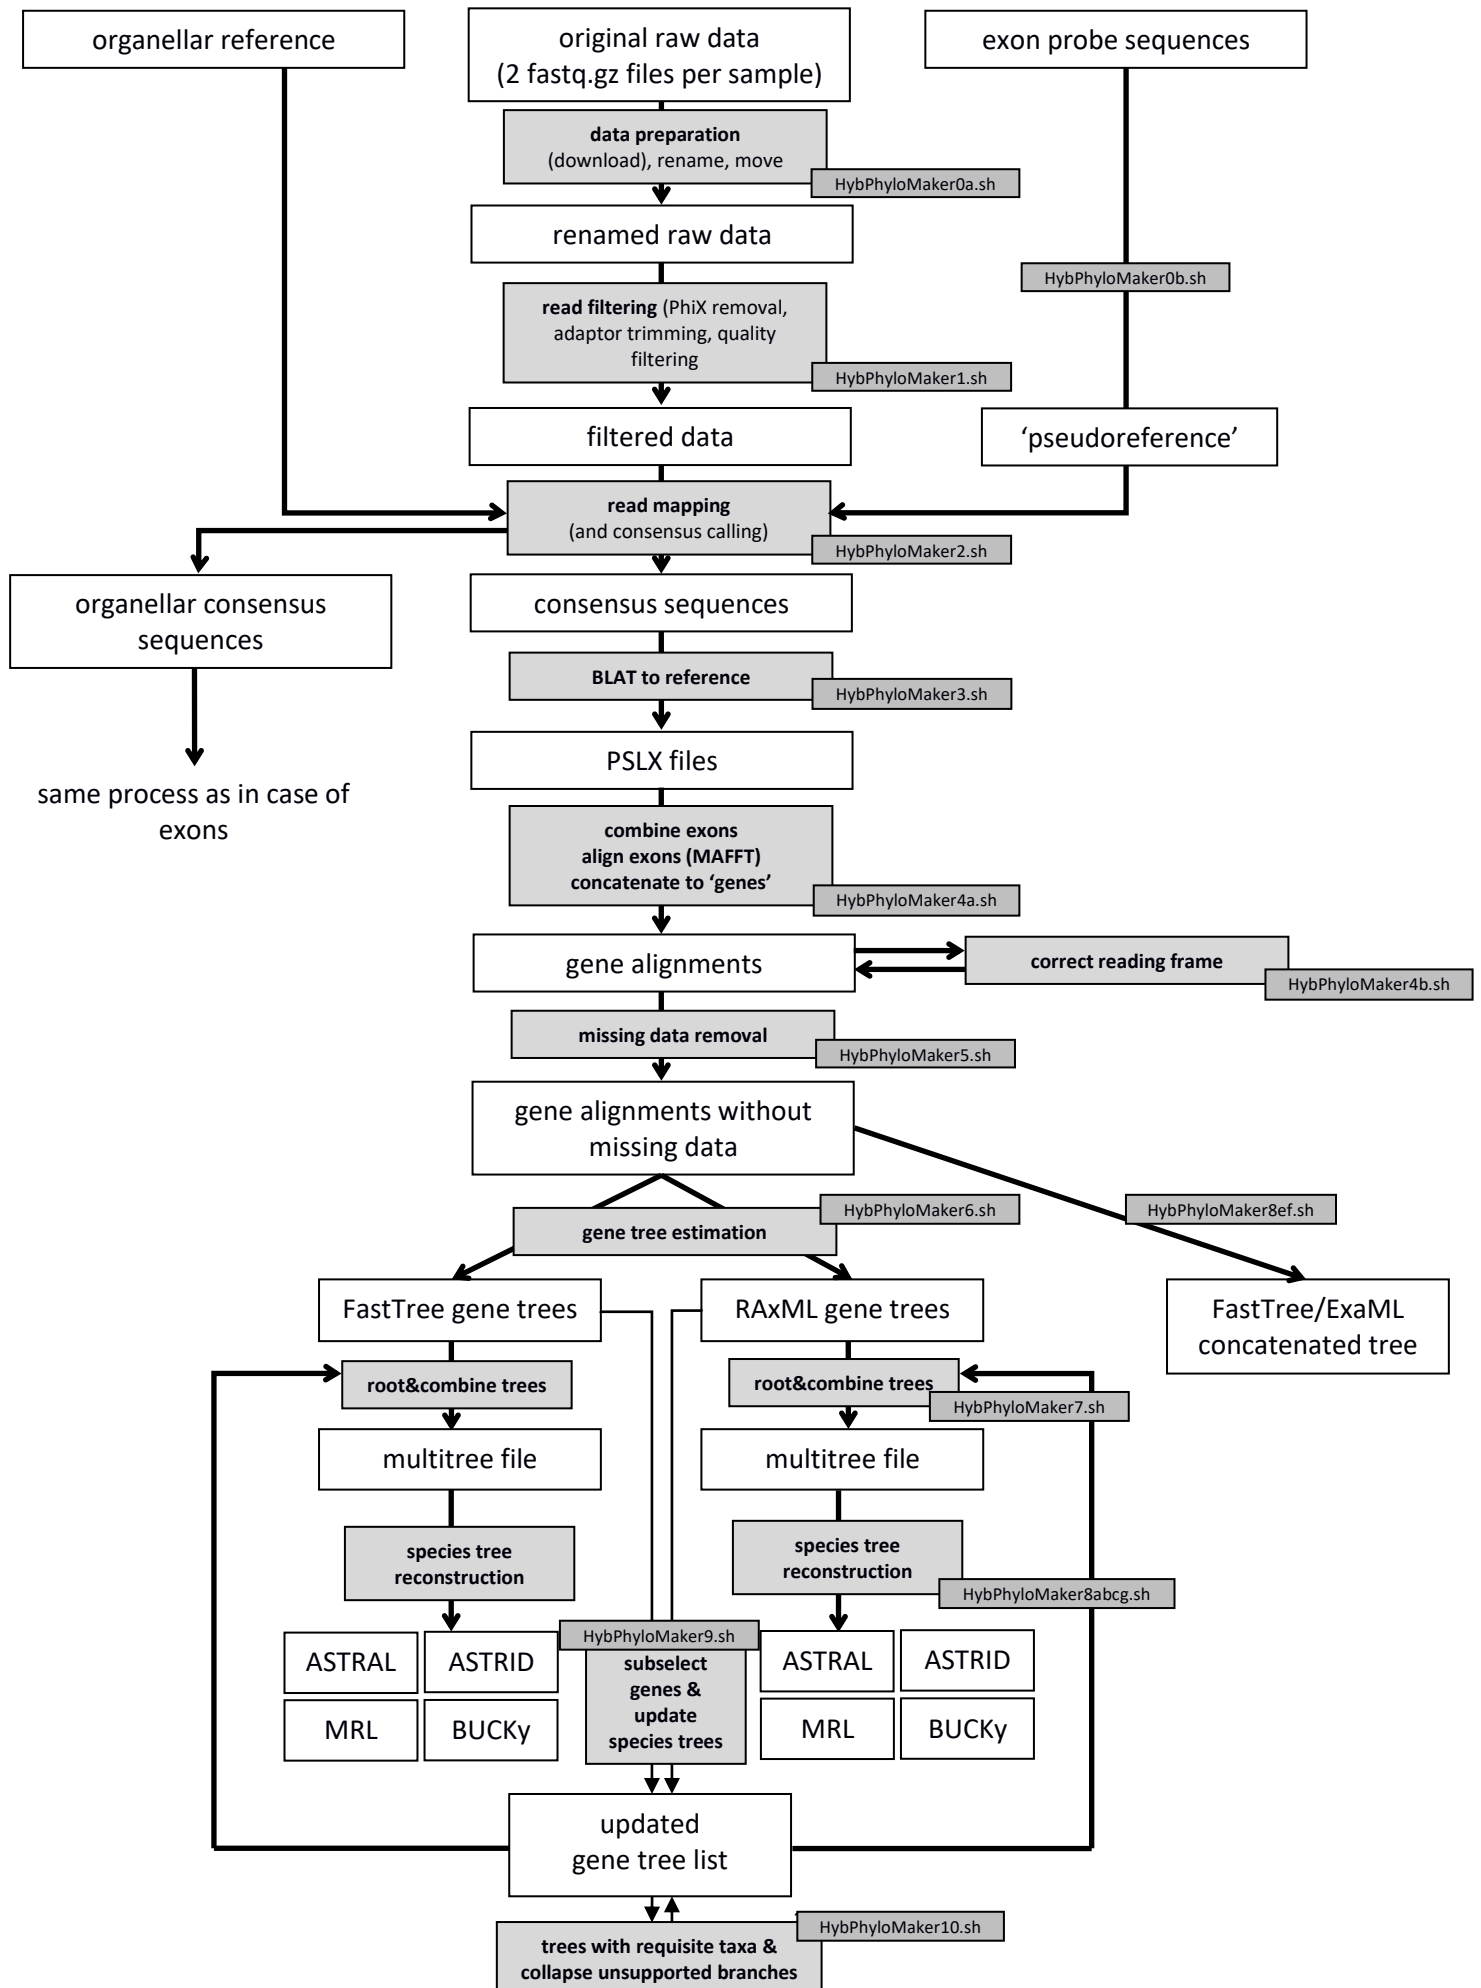 organellar reference
original raw data
(2 fastq.gz files per sample)
exon probe sequences
data preparation
(download), rename, move
HybPhyloMaker0a.sh
renamed raw data
HybPhyloMaker0b.sh
read filtering (PhiX removal,
adaptor trimming, quality
filtering
HybPhyloMaker1.sh
filtered data
‘pseudoreference’
read mapping
(and consensus calling)
HybPhyloMaker2.sh
organellar consensus
sequences
consensus sequences
BLAT to reference
HybPhyloMaker3.sh
PSLX files
same process as in case of
exons
combine exons
align exons (MAFFT)
concatenate to ‘genes’
HybPhyloMaker4a.sh
gene alignments
correct reading frame
HybPhyloMaker4b.sh
missing data removal
HybPhyloMaker5.sh
gene alignments without
missing data
HybPhyloMaker6.sh
HybPhyloMaker8ef.sh
gene tree estimation
FastTree gene trees
RAxML gene trees
FastTree/ExaML
concatenated tree
root&combine trees
root&combine trees
HybPhyloMaker7.sh
multitree file
multitree file
species tree
reconstruction
species tree
reconstruction
HybPhyloMaker8abcg.sh
HybPhyloMaker9.sh
ASTRAL
ASTRID
subselect
genes &
update
species trees
ASTRAL
ASTRID
MRL
BUCKy
MRL
BUCKy
updated
gene tree list
HybPhyloMaker10.sh
trees with requisite taxa &
collapse unsupported branches